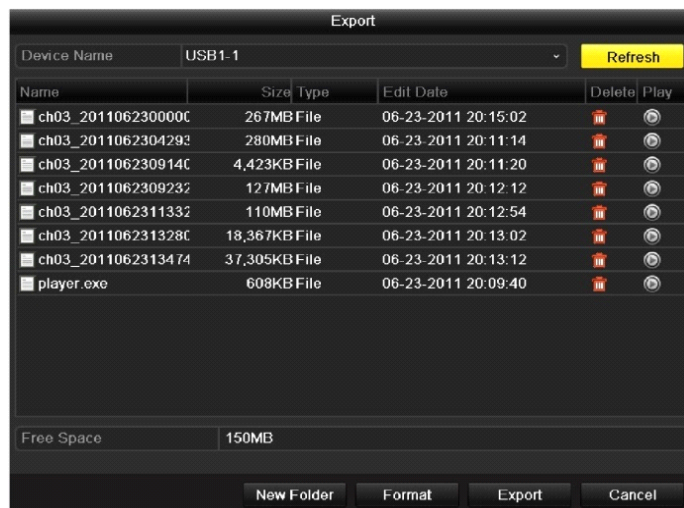 Export
Device Name USB1-1 Refresh
Name Size Type Edit Date Delete Play
ch03_2011062300000 267MB File 06-23-2011 20:15:02
ch03_2011062304293 280MB File 06-23-2011 20:11:14
ch03_2011062309140 4,423KB File 06-23-2011 20:11:20
ch03_2011062309232 127MB File 06-23-2011 20:12:12
ch03_2011062311332 110MB File 06-23-2011 20:12:54
ch03_2011062313280 18,367KB File 06-23-2011 20:13:02
ch03_2011062313474 37,305KB File 06-23-2011 20:13:12
player.exe 608KB File 06-23-2011 20:09:40
Free Space 150MB
New Folder Format Export Cancel